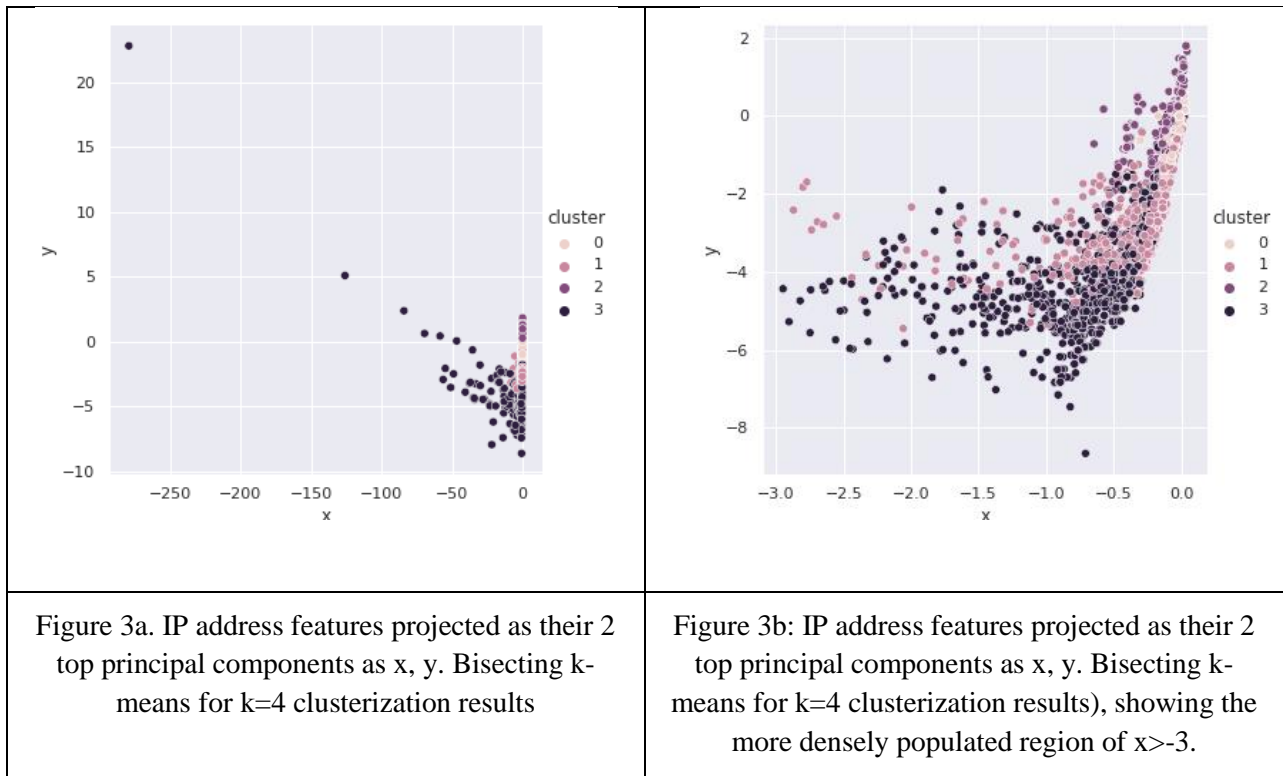 20
15
10
5
0
−5
−10
y
−250
−200
−150
−100
−50
0
x
cluster
0
1
2
3
2
0
−2
−4
−6
−8
y
−3.0
−2.5
−2.0
−1.5
−1.0
−0.5
0.0
x
cluster
0
1
2
3
Figure 3a. IP address features projected as their 2
top principal components as x, y. Bisecting k-
means for k=4 clusterization results
Figure 3b: IP address features projected as their 2
top principal components as x, y. Bisecting k-
means for k=4 clusterization results), showing the
more densely populated region of x>-3.